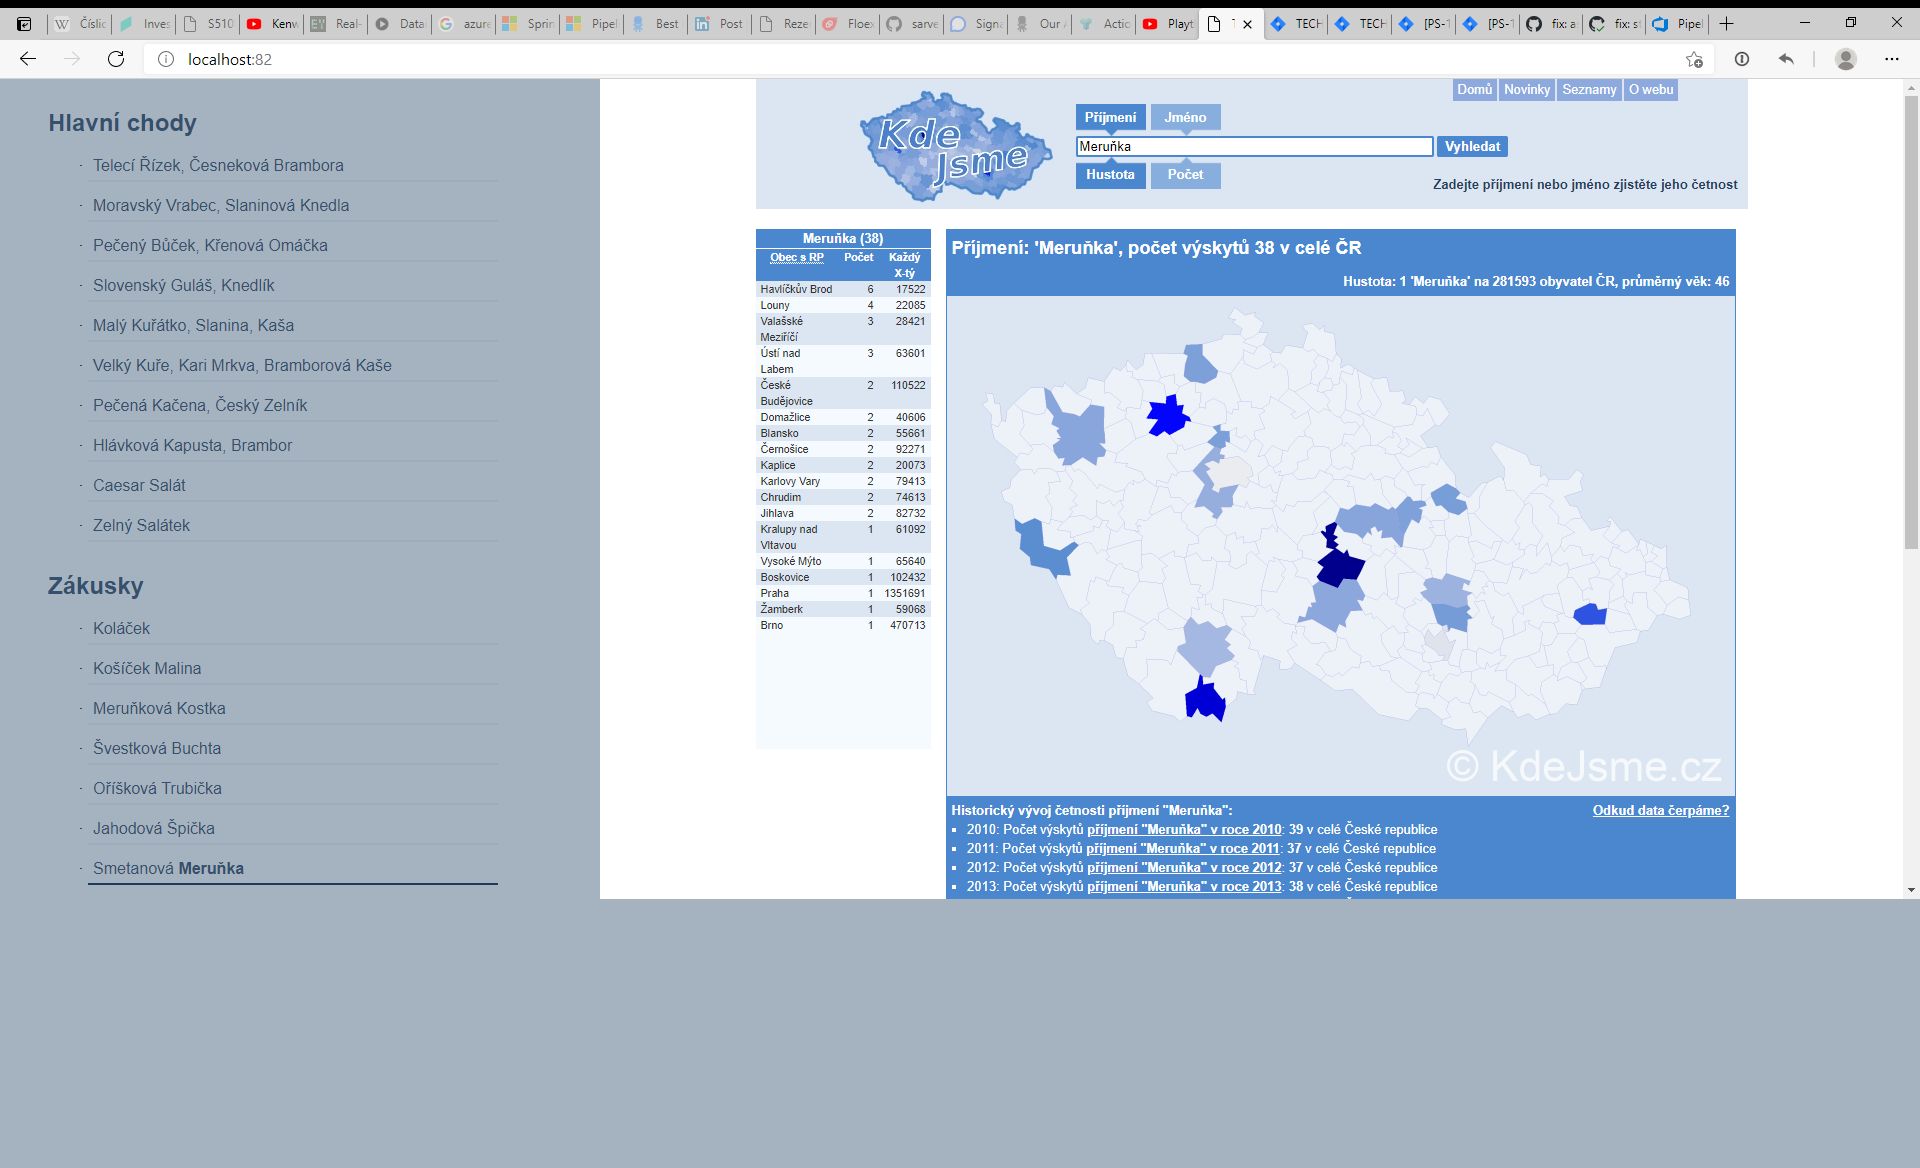 Číslic
Inves
S510
Kenw
Real-
Data
azure
Sprin
Pipel
Best
Post
Reze
Floex
sarve
Signa
Our A
Actio
Playt
TECH
TECH
[PS-1
[PS-1
fix: a
fix: s
Pipel
localhost:82
Hlavní chody
· Telecí Řízek, Česneková Brambora
· Moravský Vrabec, Slaninová Knedla
· Pečený Bůček, Křenová Omáčka
· Slovenský Guláš, Knedlík
· Malý Kuřátko, Slanina, Kaša
· Velký Kuře, Kari Mrkva, Bramborová Kaše
· Pečená Kačena, Český Zelník
· Hlávková Kapusta, Brambor
· Caesar Salát
· Zelný Salátek
Zákusky
· Koláček
· Košíček Malina
· Meruňková Kostka
· Švestková Buchta
· Oříšková Trubička
· Jahodová Špička
· Smetanová Meruňka
Domů Novinky Seznamy O webu
Kde
Jsme
Příjmení Jméno
Meruňka Vyhledat
Hustota Počet
Zadejte příjmení nebo jméno zjistěte jeho četnost
Meruňka (38)
Obec s RP Počet Každý
X-tý
Havlíčkův Brod 6 17522
Louny 4 22085
Valašské 3 28421
Meziříčí
Ústí nad 3 63601
Labem
České 2 110522
Budějovice
Domažlice 2 40606
Blansko 2 55661
Černošice 2 92271
Kaplice 2 20073
Karlovy Vary 2 79413
Chrudim 2 74613
Jihlava 2 82732
Kralupy nad 1 61092
Vltavou
Vysoké Mýto 1 65640
Boskovice 1 102432
Praha 1 1351691
Žamberk 1 59068
Brno 1 470713
Příjmení: 'Meruňka', počet výskytů 38 v celé ČR
Hustota: 1 'Meruňka' na 281593 obyvatel ČR, průměrný věk: 46
© KdeJsme.cz
Historický vývoj četnosti příjmení "Meruňka": Odkud data čerpáme?
2010: Počet výskytů příjmení "Meruňka" v roce 2010: 39 v celé České republice
2011: Počet výskytů příjmení "Meruňka" v roce 2011: 37 v celé České republice
2012: Počet výskytů příjmení "Meruňka" v roce 2012: 37 v celé České republice
2013: Počet výskytů příjmení "Meruňka" v roce 2013: 38 v celé České republice